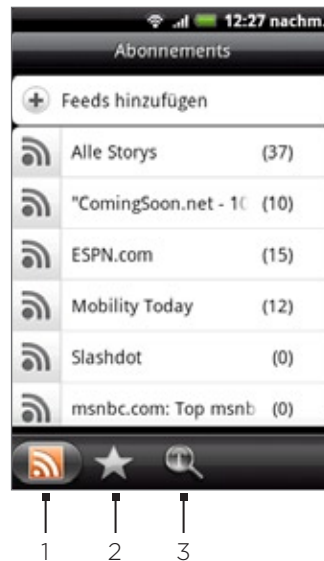 12:27 nachm.
Abonnements
Feeds hinzufügen
Alle Storys (37)
"ComingSoon.net - 10 (10)
ESPN.com (15)
Mobility Today (12)
Slashdot (0)
msnbc.com: Top msnb (0)
1 2 3